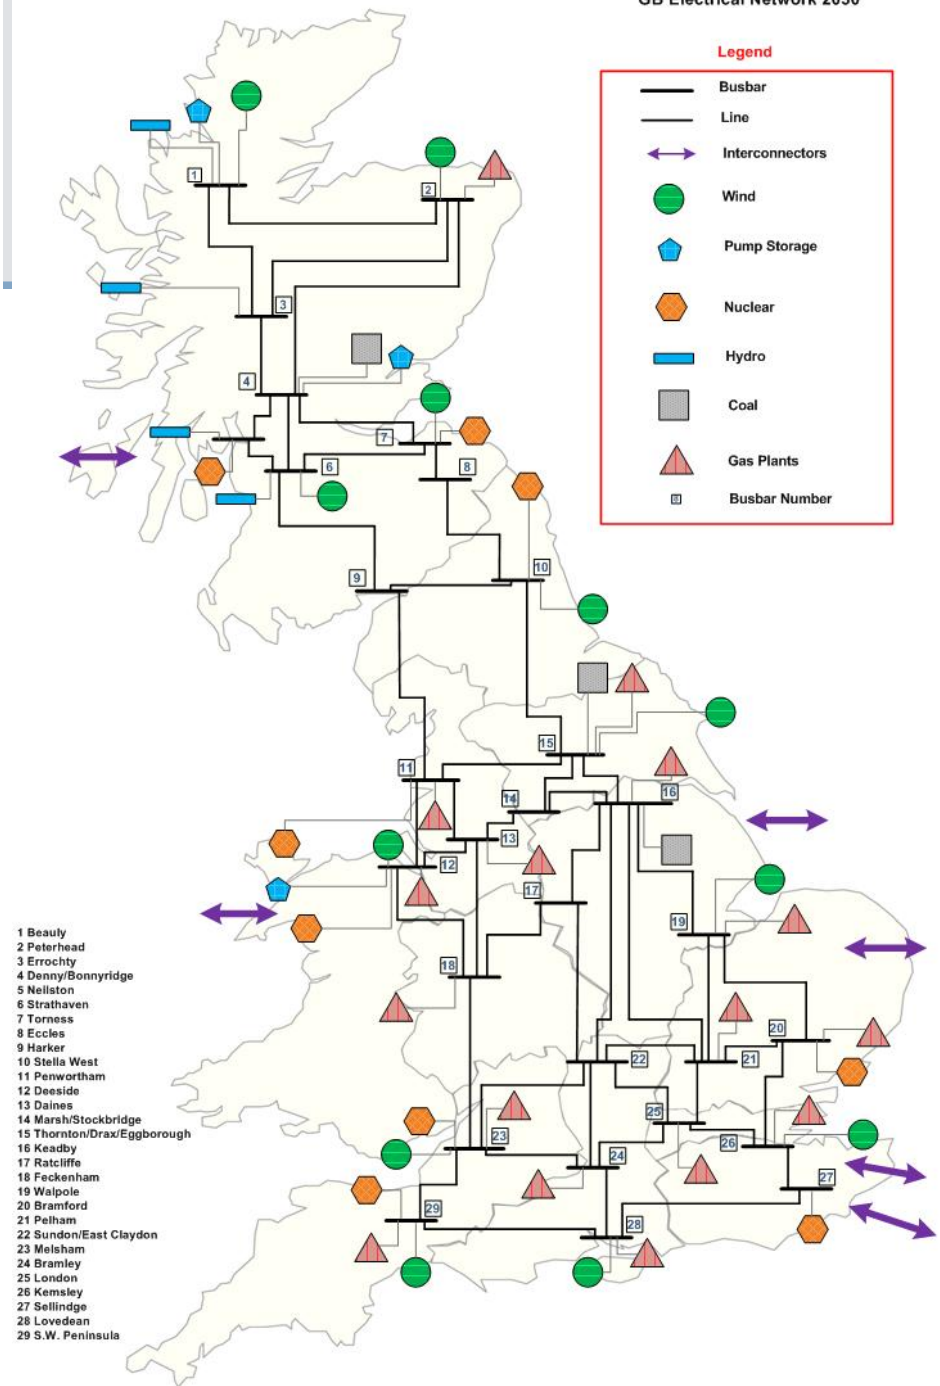 GB Electrical Network 2030
Legend
Busbar
Line
Interconnectors
Wind
Pump Storage
Nuclear
Hydro
Coal
Gas Plants
Busbar Number
1
2
3
4
7
6
8
9
10
15
11
14
16
13
12
17
19
18
20
22
21
25
23
26
24
27
29
28
1 Beauly
2 Peterhead
3 Errochty
4 Denny/Bonnyridge
5 Neilston
6 Strathaven
7 Torness
8 Eccles
9 Harker
10 Stella West
11 Penwortham
12 Deeside
13 Daines
14 Marsh/Stockbridge
15 Thornton/Drax/Eggborough
16 Keadby
17 Ratcliffe
18 Feckenham
19 Walpole
20 Bramford
21 Pelham
22 Sundon/East Claydon
23 Melsham
24 Bramley
25 London
26 Kemsley
27 Sellindge
28 Lovedean
29 S.W. Peninsula